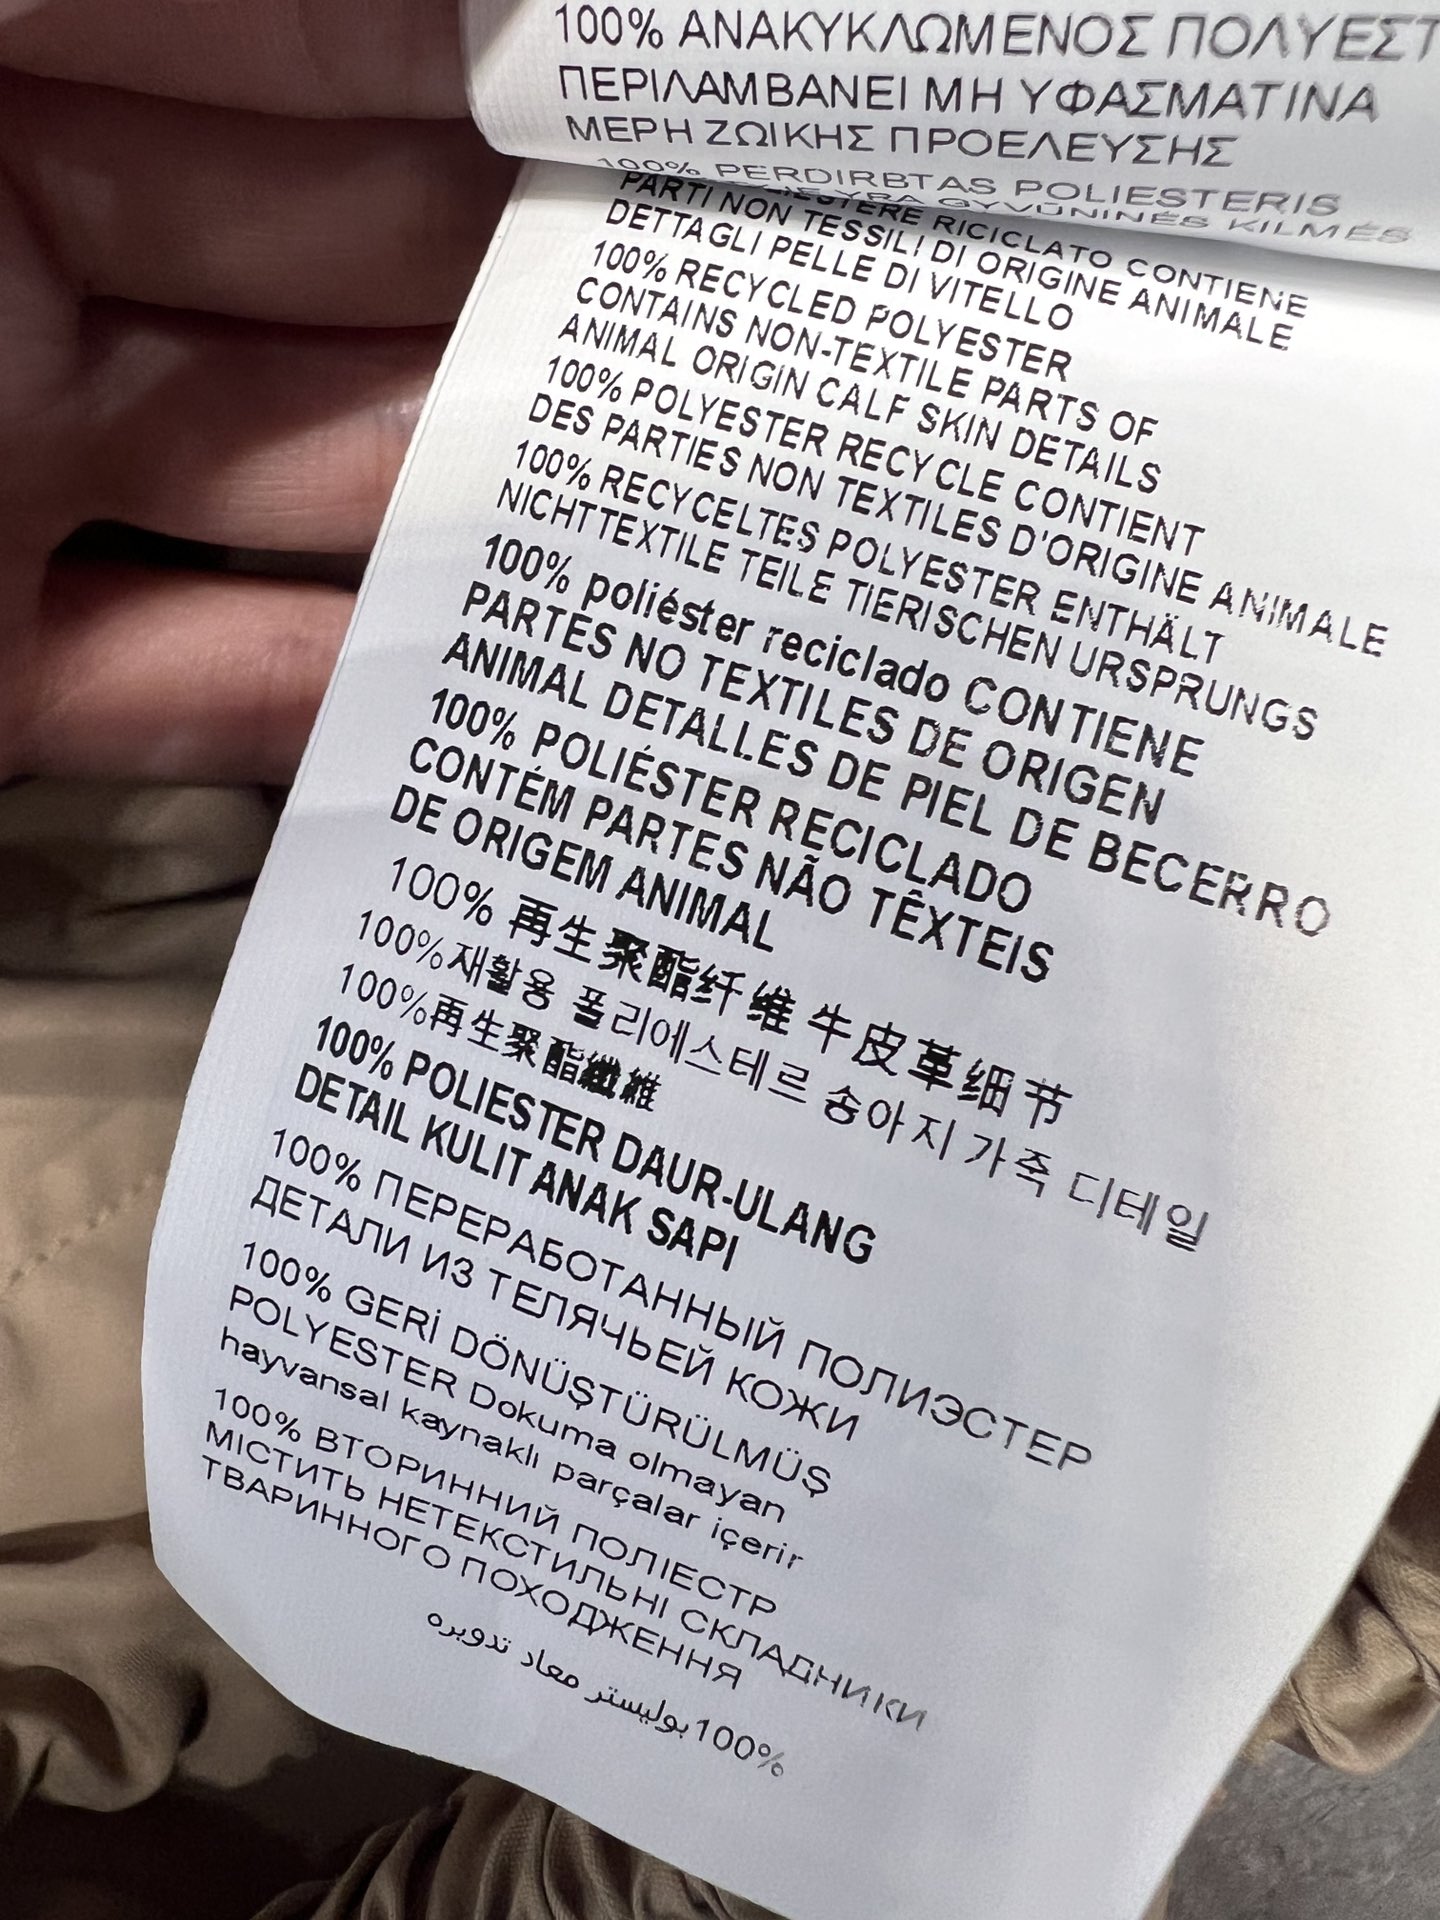 100% ΑΝΑΚΥΚΛΩΜΕΝΟΣ ΠΟΛΥΕΣΤ
ΠΕΡΙΛΑΜΒΑΝΕΙ ΜΗ ΥΦΑΣΜΑΤΙΝΑ
ΜΕΡΗ ΖΩΙΚΗΣ ΠΡΟΕΛΕΥΣΗΣ
100% PERDIRBTAS POLIESTERIS
YRA GYVŪNINĖS KILMĖS
RICICLATO CONTIENE
PARTI NON TESSILI DI ORIGINE ANIMALE
DETTAGLI PELLE DI VITELLO
100% RECYCLED POLYESTER
CONTAINS NON-TEXTILE PARTS OF
ANIMAL ORIGIN CALF SKIN DETAILS
100% POLYESTER RECYCLE CONTIENT
DES PARTIES NON TEXTILES D'ORIGINE ANIMALE
100% RECYCELTES POLYESTER ENTHÄLT
NICHTTEXTILE TEILE TIERISCHEN URSPRUNGS
100% poliéster reciclado CONTIENE
PARTES NO TEXTILES DE ORIGEN
ANIMAL DETALLES DE PIEL DE BECERRO
100% POLIÉSTER RECICLADO
CONTÉM PARTES NÃO TÊXTEIS
DE ORIGEM ANIMAL
100% 再生聚酯纤维 牛皮革细节
100%재활용 폴리에스테르 송아지 가죽 디테일
100%再生聚酯纖維
100% POLIESTER DAUR-ULANG
DETAIL KULIT ANAK SAPI
100% ПЕРЕРАБОТАННЫЙ ПОЛИЭСТЕР
ДЕТАЛИ ИЗ ТЕЛЯЧЬЕЙ КОЖИ
100% GERİ DÖNÜŞTÜRÜLMÜŞ
POLYESTER Dokuma olmayan
hayvansal kaynaklı parçalar içerir
100% ВТОРИННИЙ ПОЛІЕСТР
МІСТИТЬ НЕТЕКСТИЛЬНІ СКЛАДНИКИ
ТВАРИННОГО ПОХОДЖЕННЯ
100%بوليستر معاد تدويره